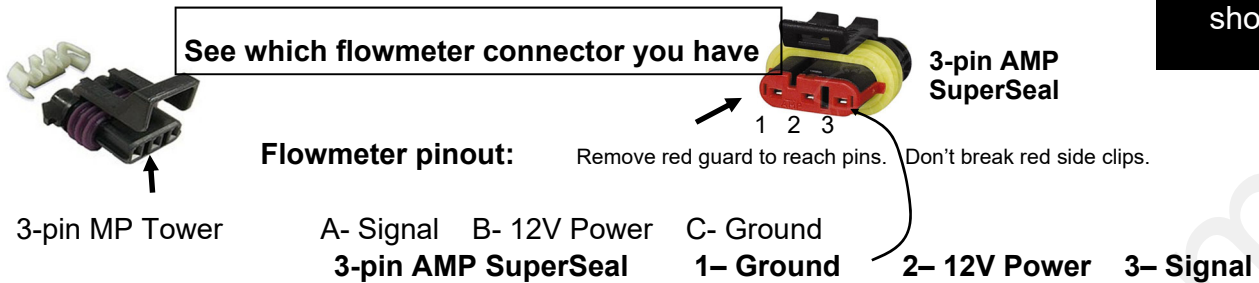 sho
See which flowmeter connector you have
3-pin AMP
SuperSeal
1 2 3
Flowmeter pinout:
Remove red guard to reach pins. Don’t break red side clips.
3-pin MP Tower
A- Signal B- 12V Power C- Ground
3-pin AMP SuperSeal 1– Ground 2– 12V Power 3– Signal